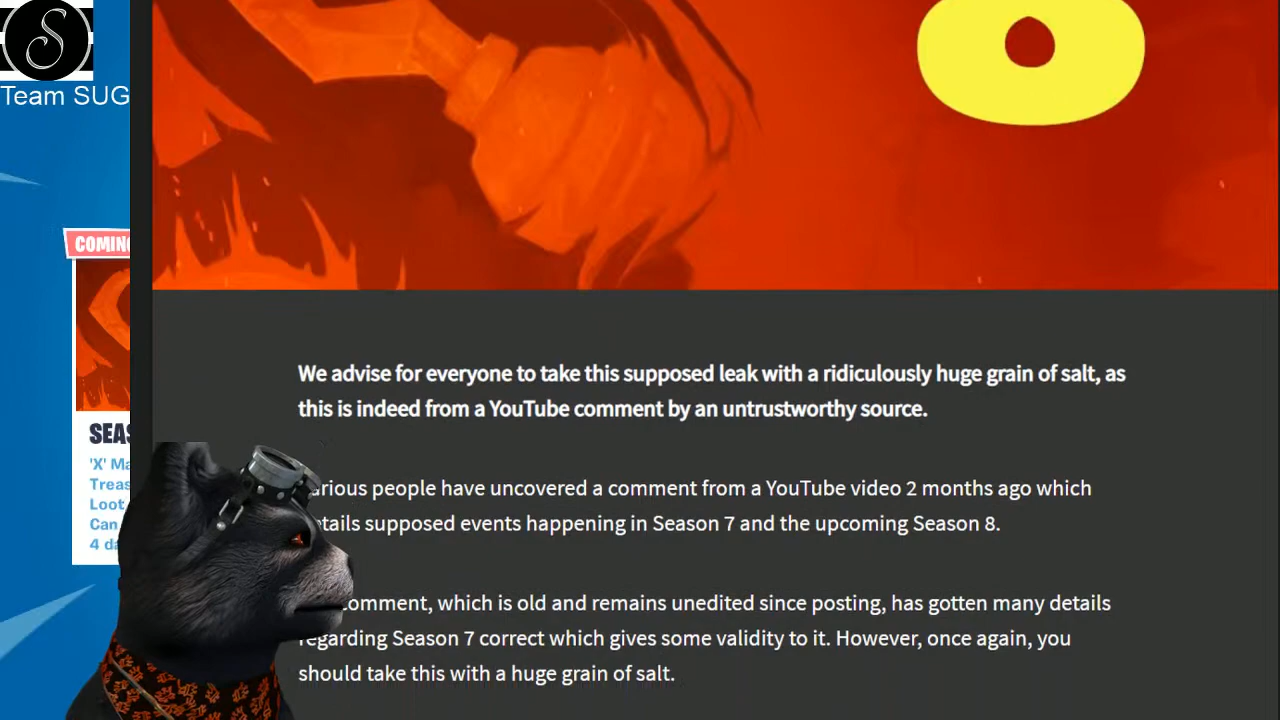 S
Team SUG
8
COMING
SEAS
'X' Ma
Treas
Loot
Can
4 da
We advise for everyone to take this supposed leak with a ridiculously huge grain of salt, as
this is indeed from a YouTube comment by an untrustworthy source.
arious people have uncovered a comment from a YouTube video 2 months ago which
etails supposed events happening in Season 7 and the upcoming Season 8.
comment, which is old and remains unedited since posting, has gotten many details
regarding Season 7 correct which gives some validity to it. However, once again, you
should take this with a huge grain of salt.